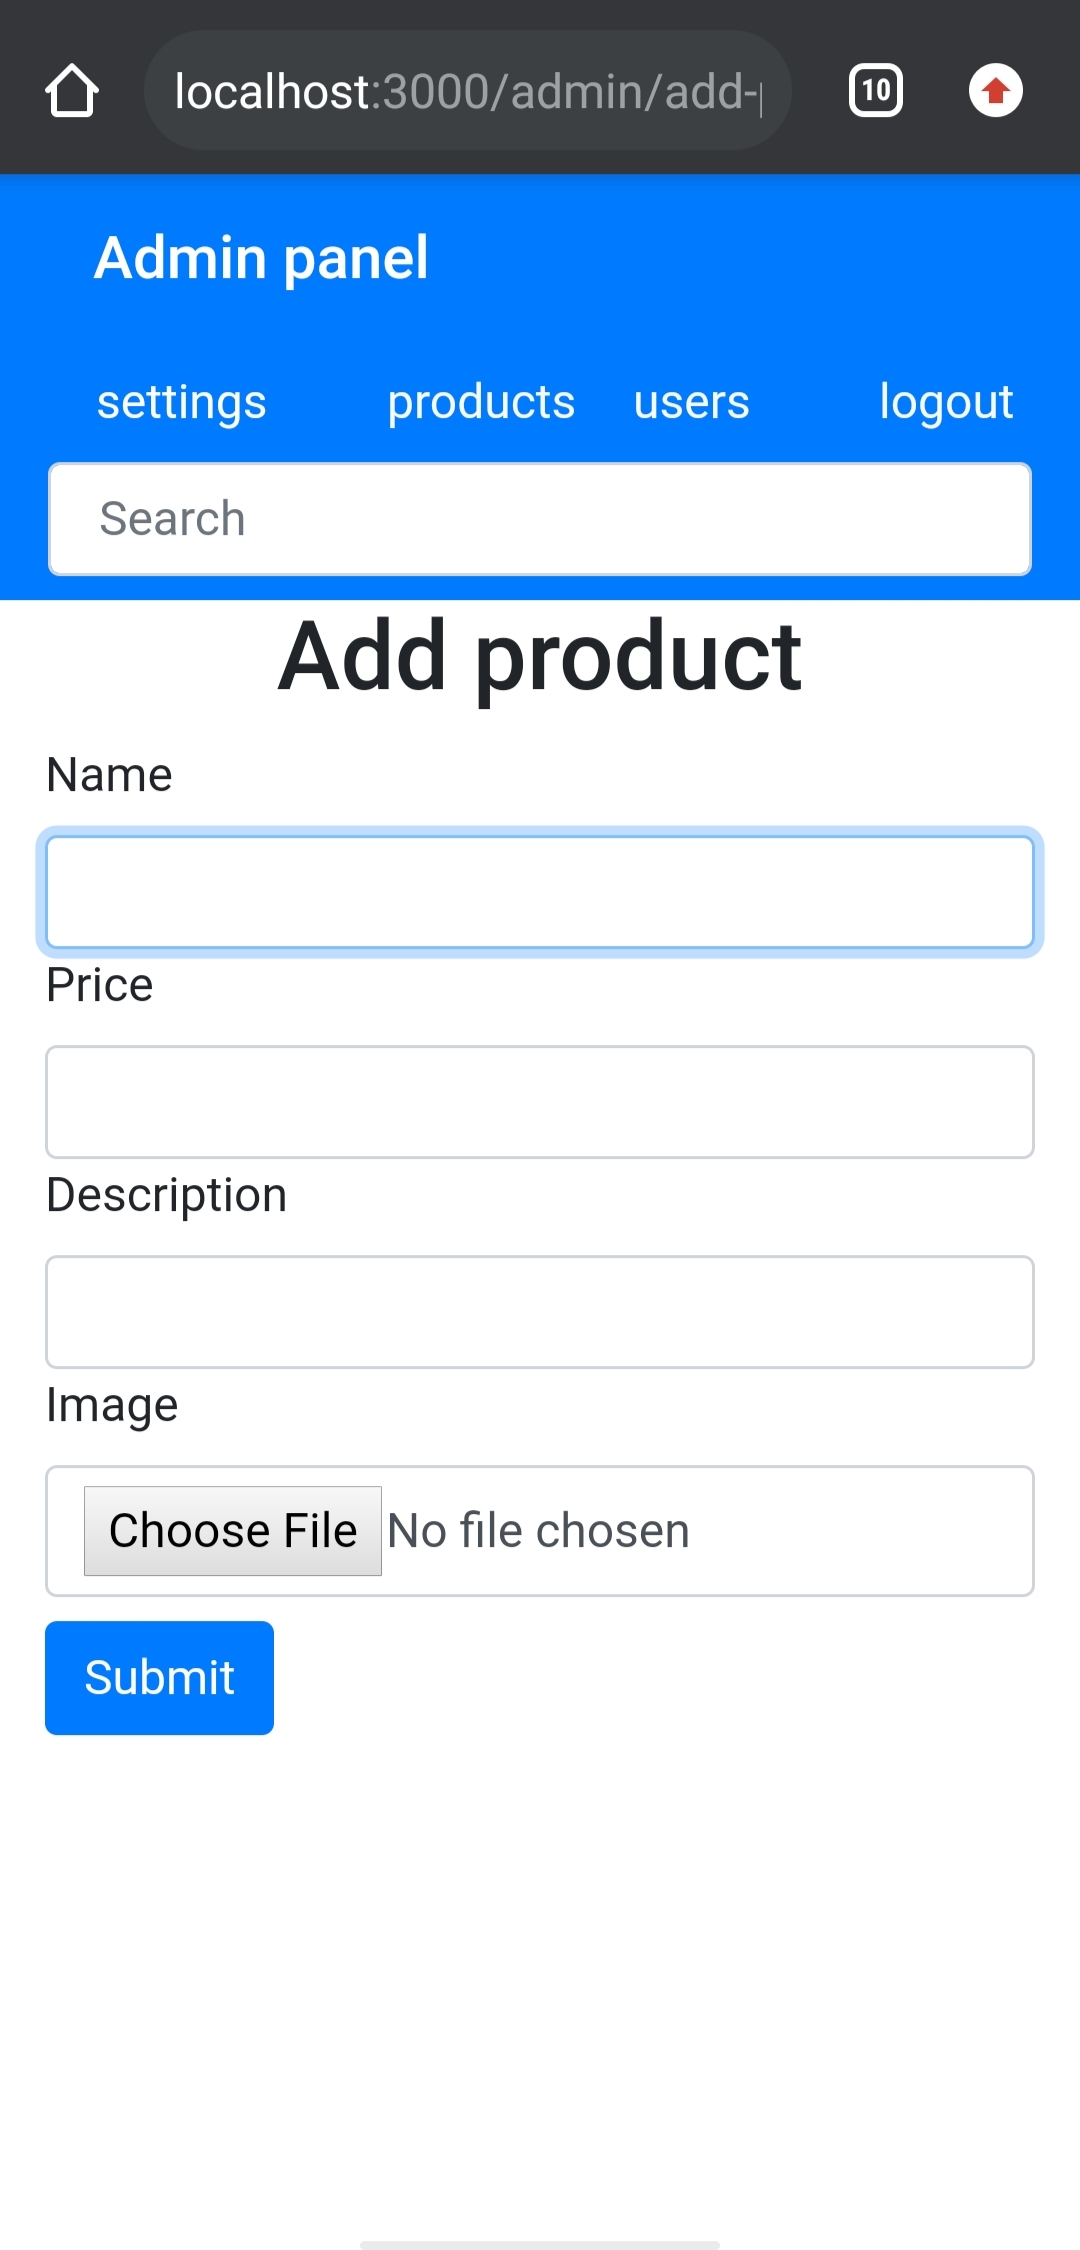 localhost:3000/admin/add-
10
Admin panel
settings products users logout
Search
Add product
Name
Price
Description
Image
Choose File No file chosen
Submit